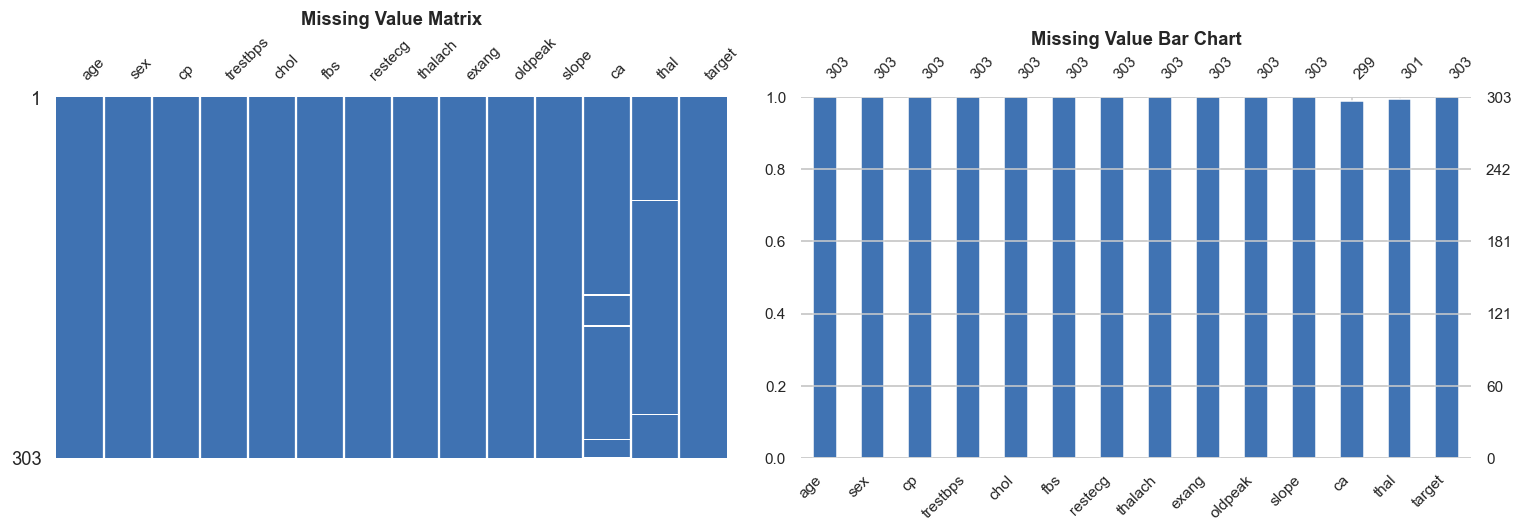 Missing Value Matrix
age sex cp trestbps chol fbs restecg thalach exang oldpeak slope ca thal target
1
303
Missing Value Bar Chart
303 303 303 303 303 303 303 303 303 303 303 299 301 303
1.0 303
0.8 242
0.6 181
0.4 121
0.2 60
0.0 0
age sex cp trestbps chol fbs restecg thalach exang oldpeak slope ca thal target